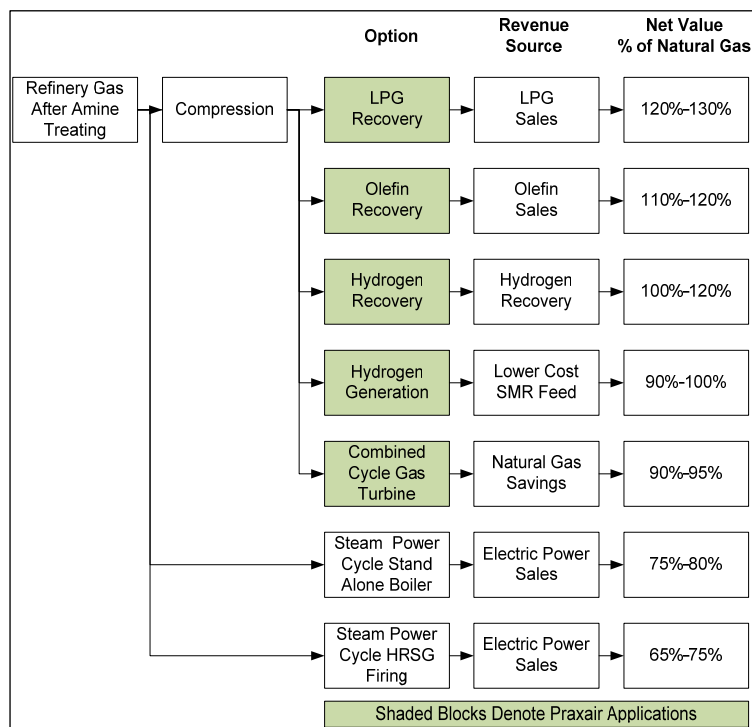 Option
Revenue
Source
Net Value
% of Natural Gas
Refinery Gas
After Amine
Treating
Compression
LPG
Recovery
LPG
Sales
120%-130%
Olefin
Recovery
Olefin
Sales
110%-120%
Hydrogen
Recovery
Hydrogen
Recovery
100%-120%
Hydrogen
Generation
Lower Cost
SMR Feed
90%-100%
Combined
Cycle Gas
Turbine
Natural Gas
Savings
90%-95%
Steam Power
Cycle Stand
Alone Boiler
Electric Power
Sales
75%-80%
Steam Power
Cycle HRSG
Firing
Electric Power
Sales
65%-75%
Shaded Blocks Denote Praxair Applications